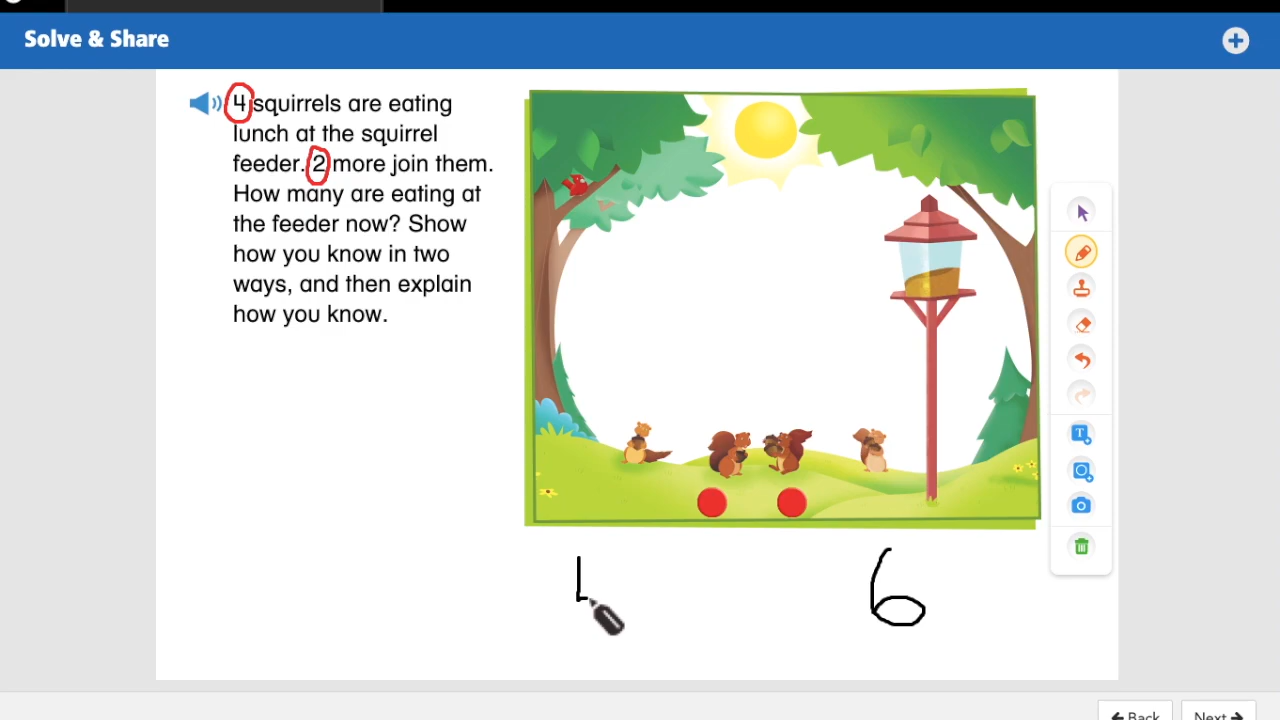 Solve & Share
4 squirrels are eating
lunch at the squirrel
feeder. 2 more join them.
How many are eating at
the feeder now? Show
how you know in two
ways, and then explain
how you know.
T
6
Back Next